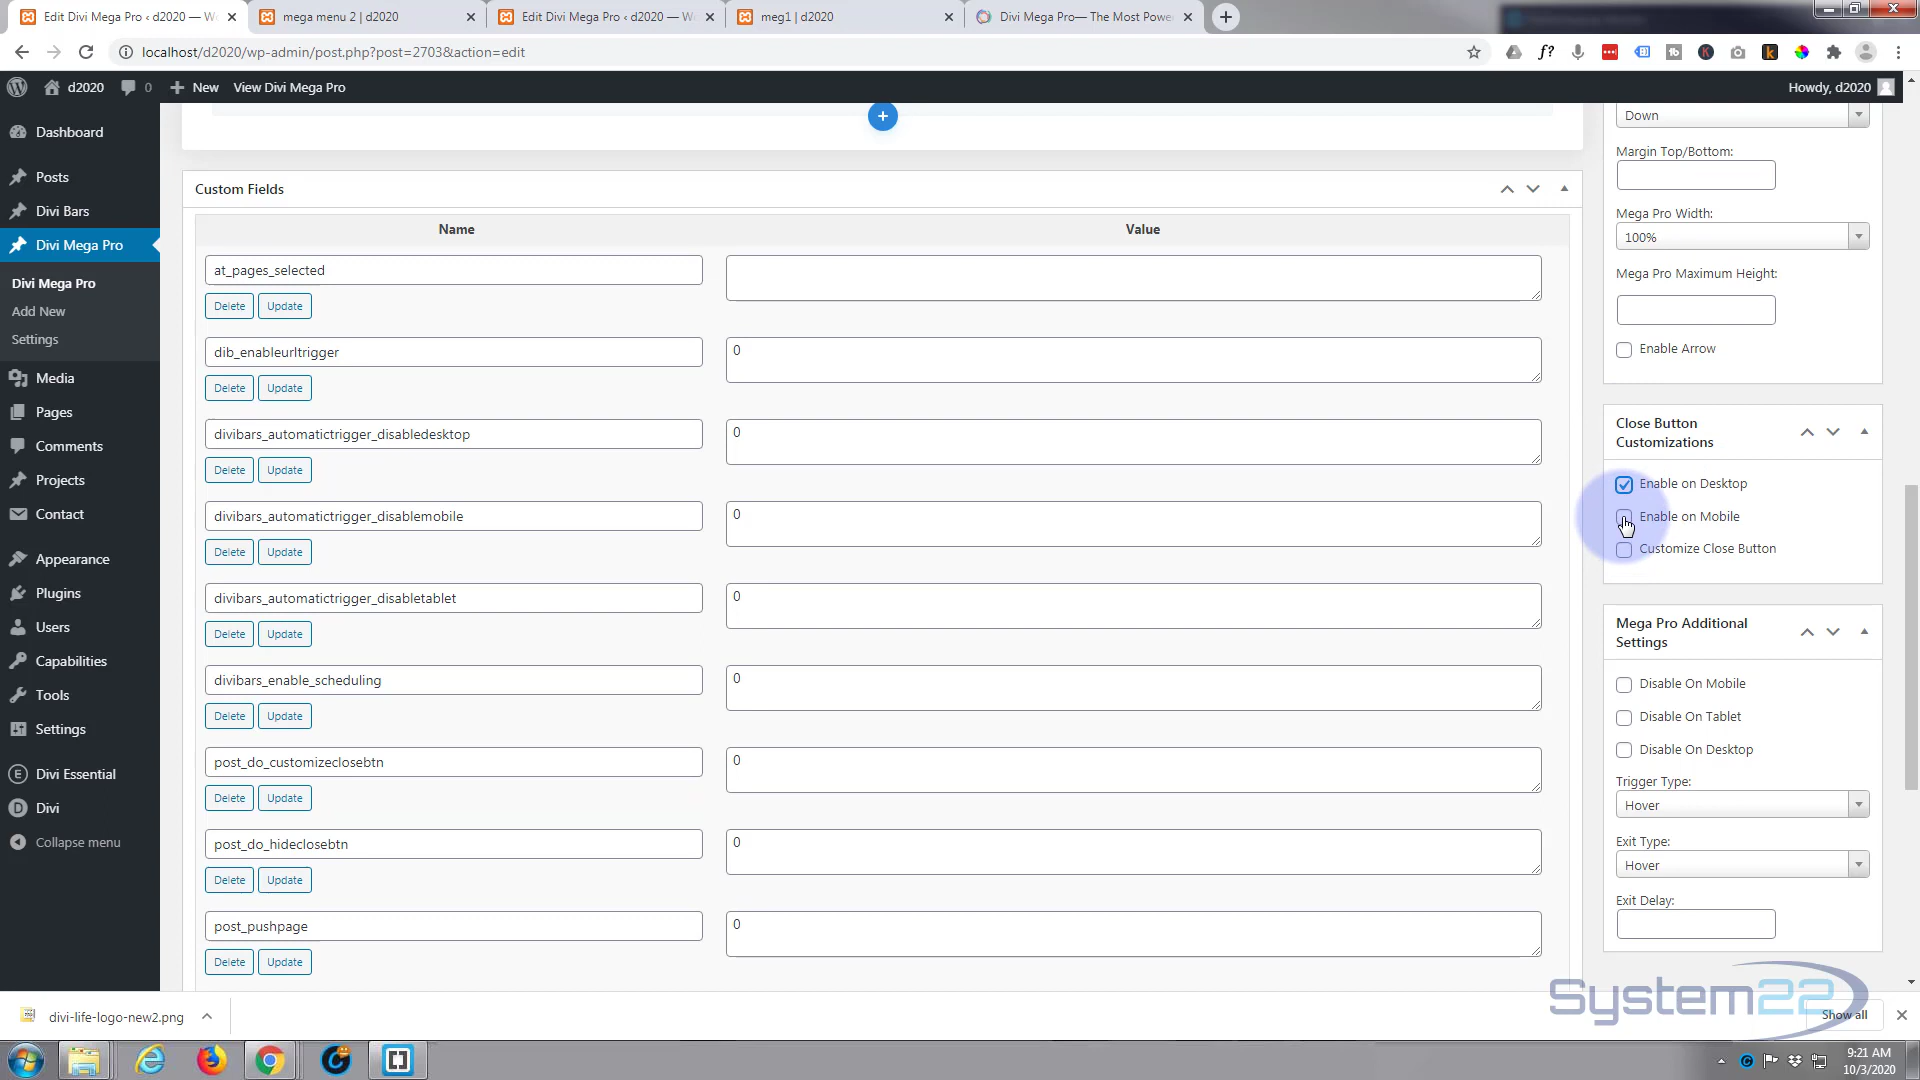 Edit Divi Mega Pro ‹ d2020 — W
mega menu 2 | d2020
Edit Divi Mega Pro ‹ d2020 — W
meg1 | d2020
Divi Mega Pro— The Most Powe
localhost/d2020/wp-admin/post.php?post=2703&action=edit
d2020
0
New
View Divi Mega Pro
Howdy, d2020
Dashboard
Posts
Divi Bars
Divi Mega Pro
Divi Mega Pro
Add New
Settings
Media
Pages
Comments
Projects
Contact
Appearance
Plugins
Users
Capabilities
Tools
Settings
Divi Essential
Divi
Collapse menu
Custom Fields
Name
Value
at_pages_selected
Delete
Update
dib_enableurltrigger
0
Delete
Update
divibars_automatictrigger_disabledesktop
0
Delete
Update
divibars_automatictrigger_disablemobile
0
Delete
Update
divibars_automatictrigger_disabletablet
0
Delete
Update
divibars_enable_scheduling
0
Delete
Update
post_do_customizeclosebtn
0
Delete
Update
post_do_hideclosebtn
0
Delete
Update
post_pushpage
0
Delete
Update
Down
Margin Top/Bottom:
Mega Pro Width:
100%
Mega Pro Maximum Height:
Enable Arrow
Close Button
Customizations
Enable on Desktop
Enable on Mobile
Customize Close Button
Mega Pro Additional
Settings
Disable On Mobile
Disable On Tablet
Disable On Desktop
Trigger Type:
Hover
Exit Type:
Hover
Exit Delay:
System22
divi-life-logo-new2.png
Show all
9:21 AM
10/3/2020